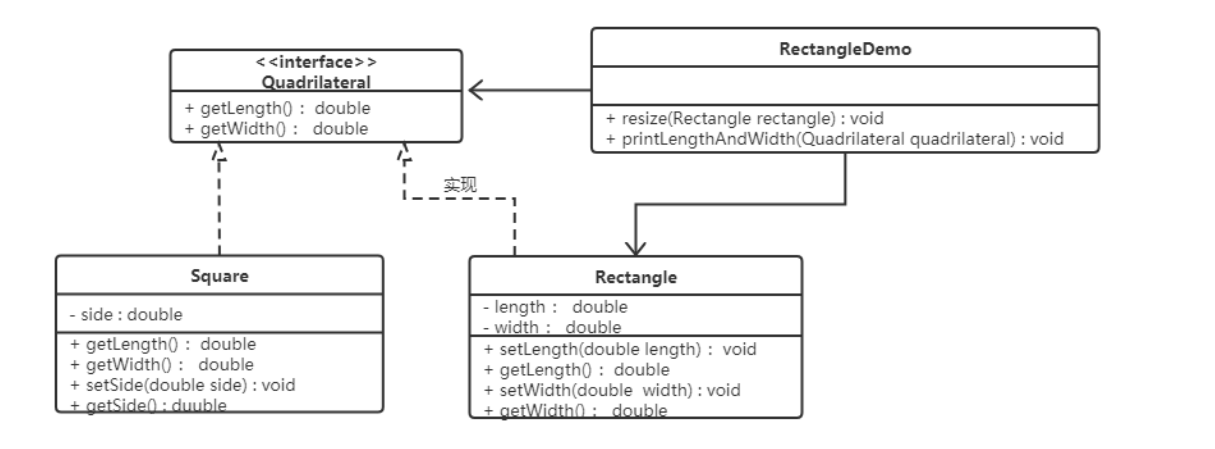 <<interface>>
Quadrilateral
+ getLength() : double
+ getWidth() : double
RectangleDemo
+ resize(Rectangle rectangle) : void
+ printLengthAndWidth(Quadrilateral quadrilateral) : void
实现
Square
- side : double
+ getLength() : double
+ getWidth() : double
+ setSide(double side) : void
+ getSide() : duuble
Rectangle
- length : double
- width : double
+ setLength(double length) : void
+ getLength() : double
+ setWidth(double width) : void
+ getWidth() : double